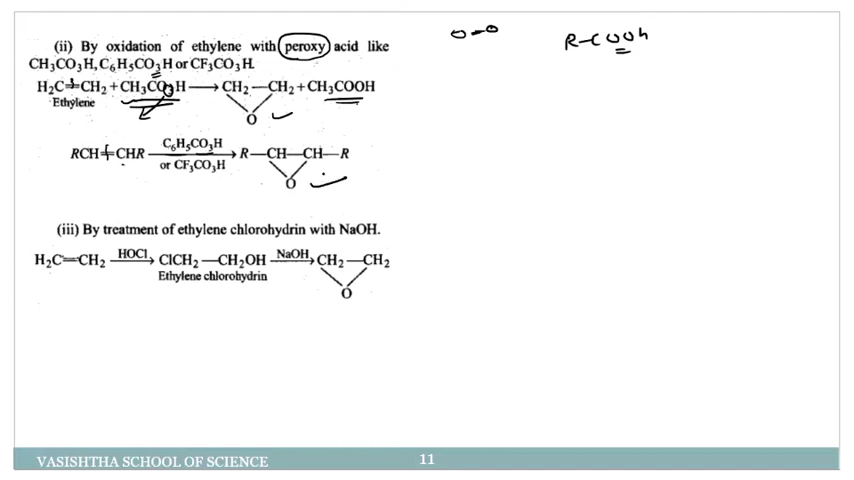 (ii) By oxidation of ethylene with peroxy acid like
CH₃CO₃H, C₆H₅CO₃H or CF₃CO₃H.
H₂C=CH₂ + CH₃CO₃H ⟶ CH₂—CH₂ + CH₃COOH
Ethylene
O
RCH=CHR C₆H₅CO₃H or CF₃CO₃H ⟶ R—CH—CH—R
O
(iii) By treatment of ethylene chlorohydrin with NaOH.
H₂C=CH₂ HOCl ⟶ ClCH₂—CH₂OH NaOH ⟶ CH₂—CH₂
Ethylene chlorohydrin
O
O-O
R-COOH
VASISHTHA SCHOOL OF SCIENCE
11